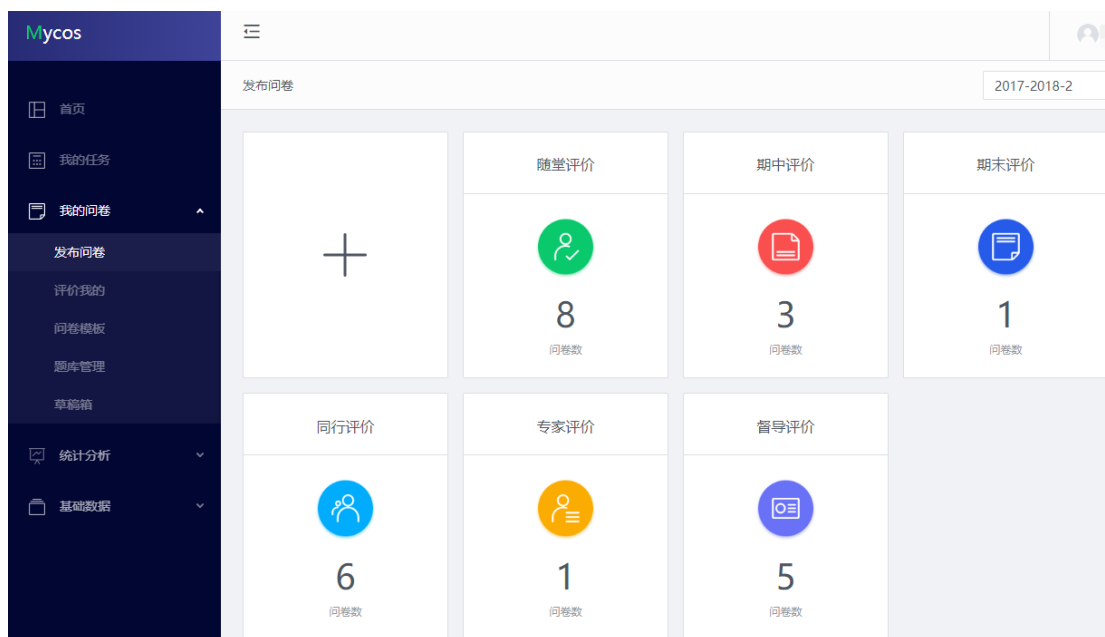 Mycos
发布问卷
2017-2018-2
首页
我的任务
我的问卷
发布问卷
评价我的
问卷模板
题库管理
草稿箱
统计分析
基础数据
随堂评价
8
问卷数
期中评价
3
问卷数
期末评价
1
问卷数
同行评价
6
问卷数
专家评价
1
问卷数
督导评价
5
问卷数